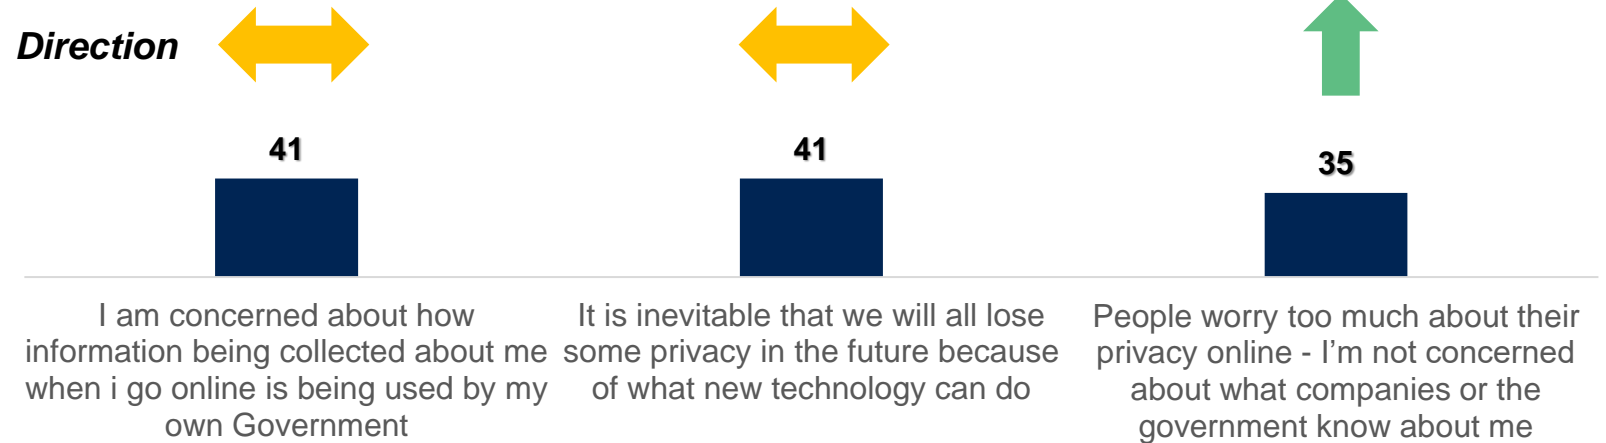 Direction
41
41
35
I am concerned about how
information being collected about me
when i go online is being used by my
own Government
It is inevitable that we will all lose
some privacy in the future because
of what new technology can do
People worry too much about their
privacy online - I’m not concerned
about what companies or the
government know about me